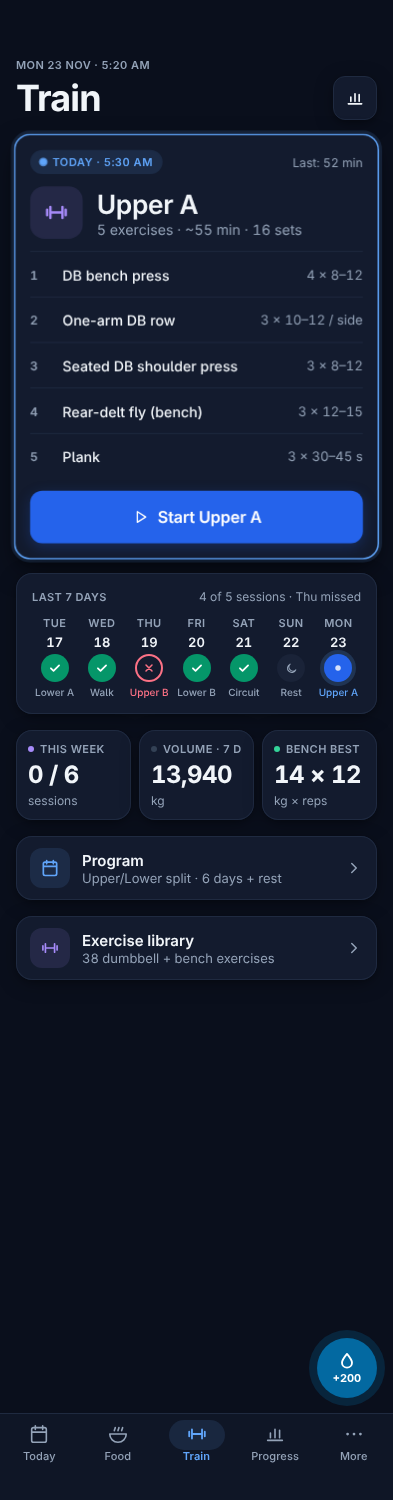 MON 23 NOV · 5:20 AM
Train
TODAY · 5:30 AM
Last: 52 min
Upper A
5 exercises · ~55 min · 16 sets
1 DB bench press 4 × 8–12
2 One-arm DB row 3 × 10–12 / side
3 Seated DB shoulder press 3 × 8–12
4 Rear-delt fly (bench) 3 × 12–15
5 Plank 3 × 30–45 s
Start Upper A
LAST 7 DAYS 4 of 5 sessions · Thu missed
TUE WED THU FRI SAT SUN MON
17 18 19 20 21 22 23
Lower A Walk Upper B Lower B Circuit Rest Upper A
THIS WEEK VOLUME · 7 D BENCH BEST
0 / 6 13,940 14 × 12
sessions kg kg × reps
Program
Upper/Lower split · 6 days + rest
Exercise library
38 dumbbell + bench exercises
+200
Today Food Train Progress More